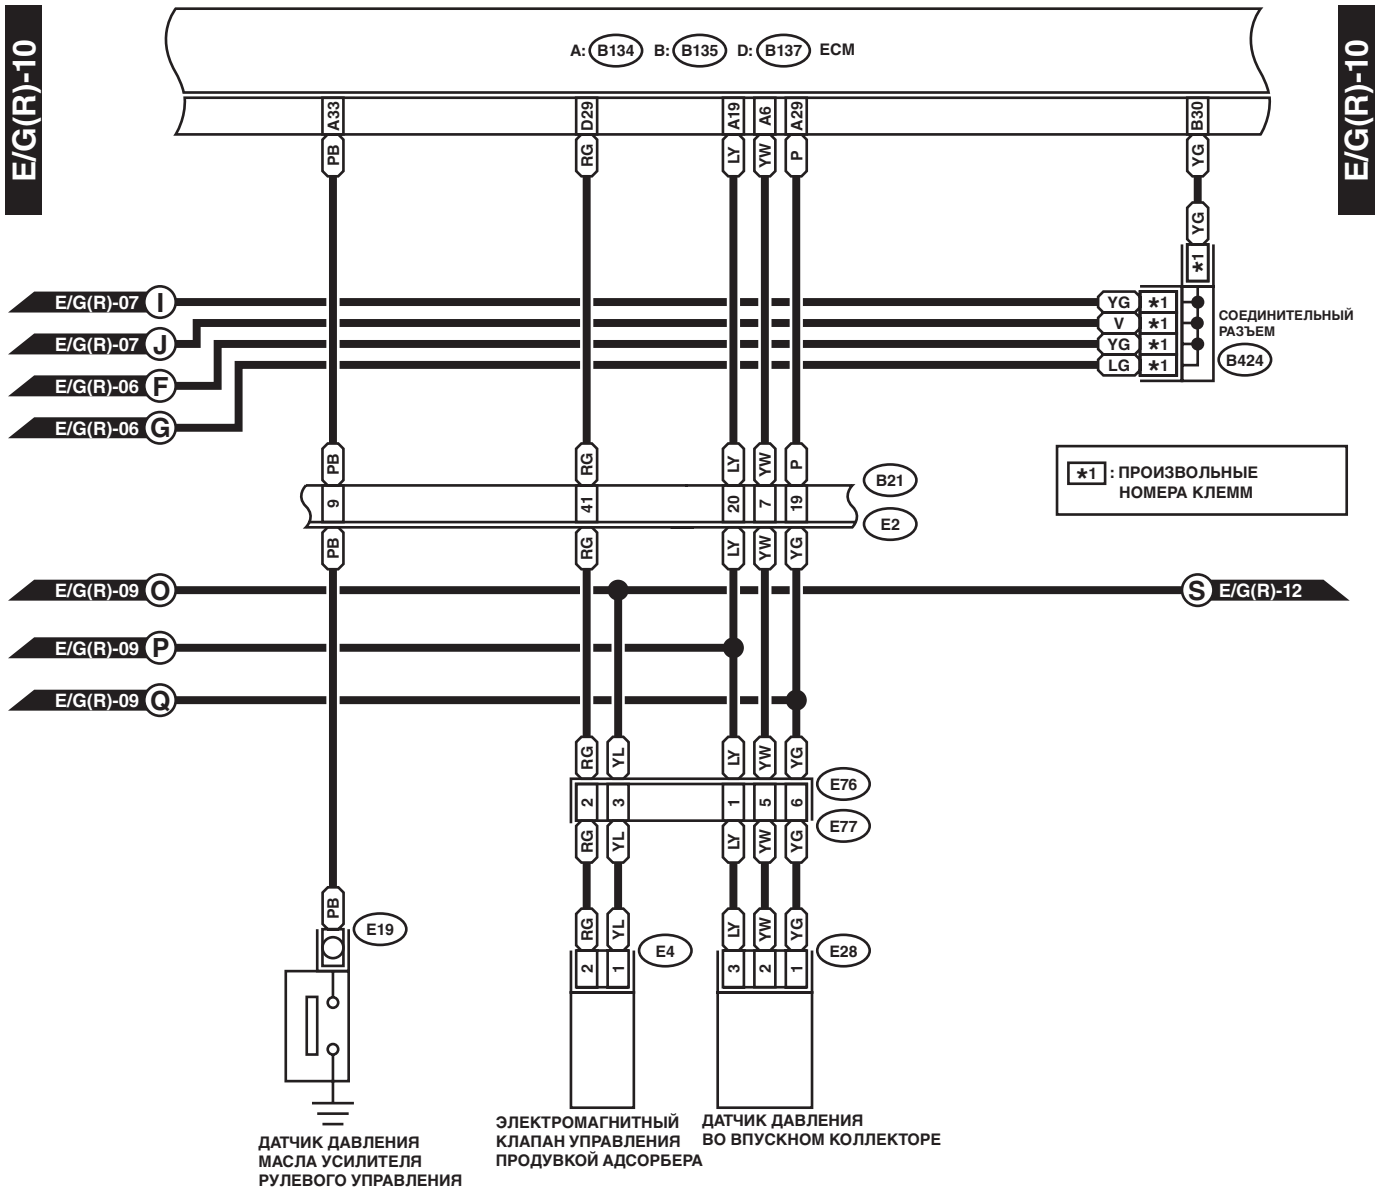 E/G(R)-10
E/G(R)-10
A: B134 B: B135 D: B137 ECM
A33 D29 A19 A6 A29 B30
PB RG LY YW P YG
YG
*1
E/G(R)-07 I YG *1
E/G(R)-07 J V *1
E/G(R)-06 F YG *1
E/G(R)-06 G LG *1
СОЕДИНИТЕЛЬНЫЙ
РАЗЪЕМ
B424
PB RG LY YW P
*1 : ПРОИЗВОЛЬНЫЕ
НОМЕРА КЛЕММ
B21
9 41 20 7 19
E2
PB RG LY YW YG
E/G(R)-09 O S E/G(R)-12
E/G(R)-09 P
E/G(R)-09 Q
RG YL LY YW YG
E76
2 3 1 5 6
E77
RG YL LY YW YG
PB RG YL LY YW YG
E19 E4 E28
2 1 3 2 1
ЭЛЕКТРОМАГНИТНЫЙ
КЛАПАН УПРАВЛЕНИЯ
ПРОДУВКОЙ АДСОРБЕРА
ДАТЧИК ДАВЛЕНИЯ
ВО ВПУСКНОМ КОЛЛЕКТОРЕ
ДАТЧИК ДАВЛЕНИЯ
МАСЛА УСИЛИТЕЛЯ
РУЛЕВОГО УПРАВЛЕНИЯ